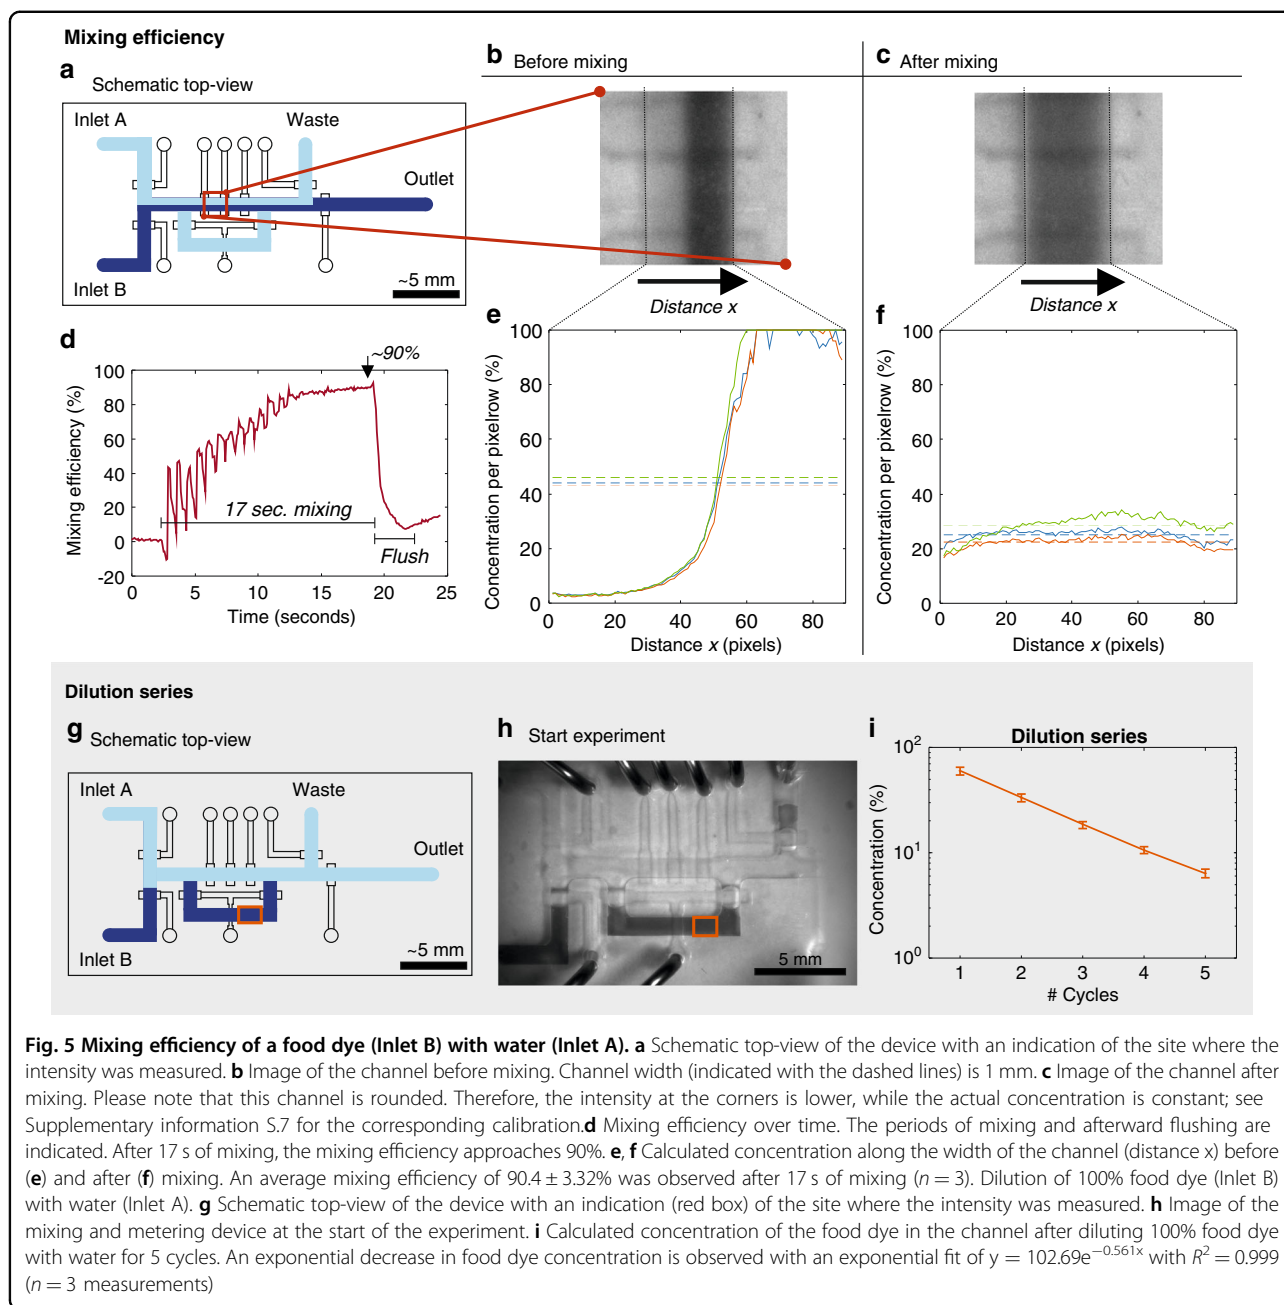 Mixing efficiency
a Schematic top-view
Inlet A
Waste
Outlet
Inlet B
~5 mm
b Before mixing
Distance x
c After mixing
Distance x
d
~90%
Mixing efficiency (%)
100
80
60
40
20
0
-20
17 sec. mixing
Flush
0 5 10 15 20 25
Time (seconds)
e
Concentration per pixelrow (%)
100
80
60
40
20
0
0 20 40 60 80
Distance x (pixels)
f
Concentration per pixelrow (%)
100
80
60
40
20
0
0 20 40 60 80
Distance x (pixels)
Dilution series
g Schematic top-view
Inlet A
Waste
Outlet
Inlet B
~5 mm
h Start experiment
5 mm
i
Dilution series
Concentration (%)
10²
10¹
10⁰
1 2 3 4 5
# Cycles
Fig. 5 Mixing efficiency of a food dye (Inlet B) with water (Inlet A). a Schematic top-view of the device with an indication of the site where the
intensity was measured. b Image of the channel before mixing. Channel width (indicated with the dashed lines) is 1 mm. c Image of the channel after
mixing. Please note that this channel is rounded. Therefore, the intensity at the corners is lower, while the actual concentration is constant; see
Supplementary information S.7 for the corresponding calibration.d Mixing efficiency over time. The periods of mixing and afterward flushing are
indicated. After 17 s of mixing, the mixing efficiency approaches 90%. e, f Calculated concentration along the width of the channel (distance x) before
(e) and after (f) mixing. An average mixing efficiency of 90.4 ± 3.32% was observed after 17 s of mixing (n = 3). Dilution of 100% food dye (Inlet B)
with water (Inlet A). g Schematic top-view of the device with an indication (red box) of the site where the intensity was measured. h Image of the
mixing and metering device at the start of the experiment. i Calculated concentration of the food dye in the channel after diluting 100% food dye
with water for 5 cycles. An exponential decrease in food dye concentration is observed with an exponential fit of y = 102.69e⁻⁰·⁵⁶¹ˣ with R² = 0.999
(n = 3 measurements)